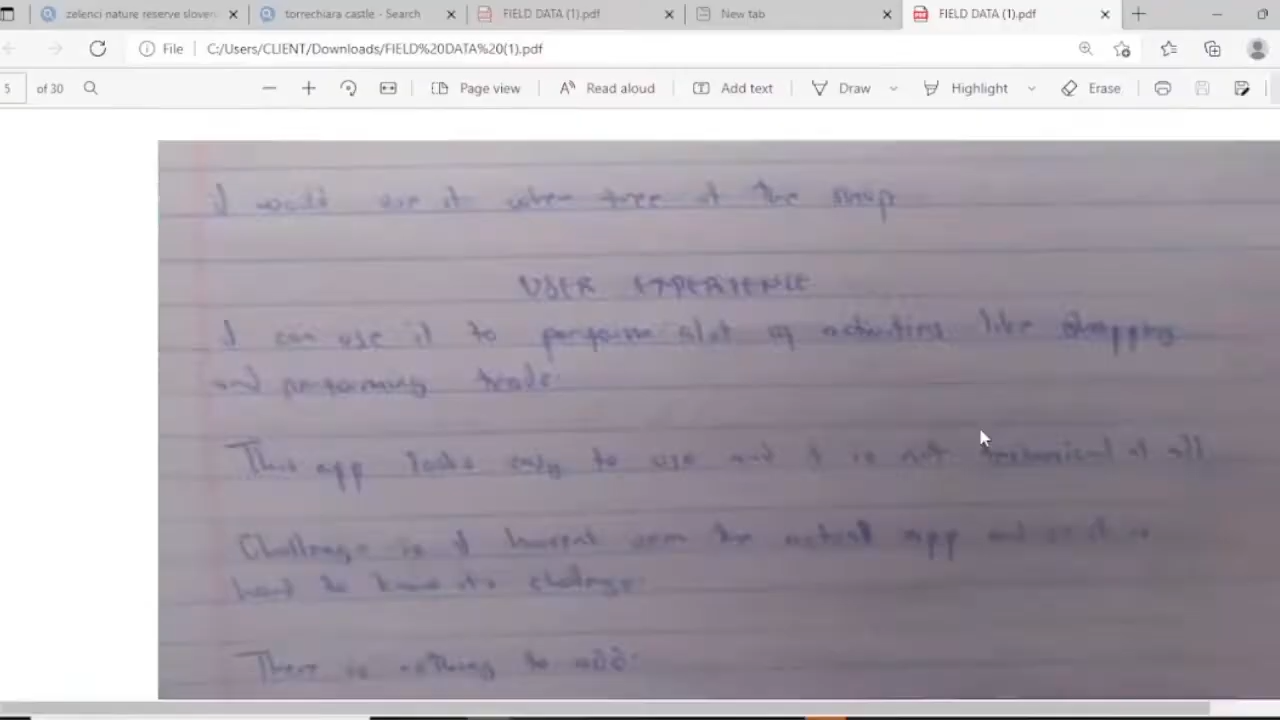 zelenci nature reserve sloven
torrechiara castle - Search
FIELD DATA (1).pdf
New tab
FIELD DATA (1).pdf
File
C:/Users/CLIENT/Downloads/FIELD%20DATA%20(1).pdf
5 of 30
Page view
Read aloud
Add text
Draw
Highlight
Erase
I would use it when free at the shop
USER EXPERIENCE
I can use it to perform alot of activities like shopping
and performing trade.
This app looks easy to use and it is not technical at all
Challenge is I havent seen the actual app and so it is
hard to know its challenge.
There is nothing to add.